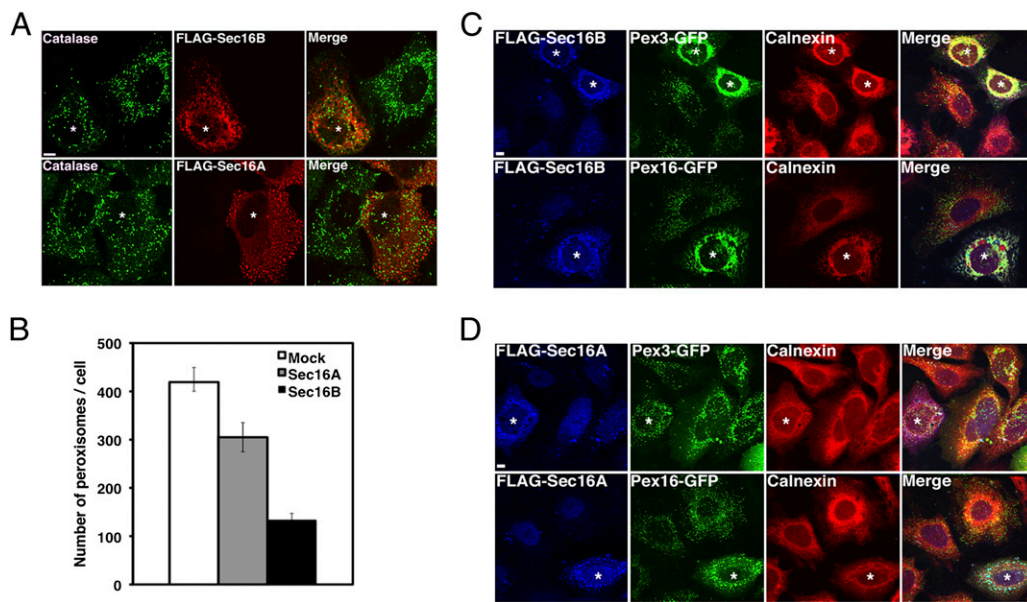 A
Catalase FLAG-Sec16B Merge
*
*
*
Catalase FLAG-Sec16A Merge
*
*
*
B
Number of peroxisomes / cell
500
400
300
200
100
0
Mock
Sec16A
Sec16B
C
FLAG-Sec16B Pex3-GFP Calnexin Merge
* * * *
* * * *
FLAG-Sec16B Pex16-GFP Calnexin Merge
* * * *
D
FLAG-Sec16A Pex3-GFP Calnexin Merge
* * * *
FLAG-Sec16A Pex16-GFP Calnexin Merge
* * * *